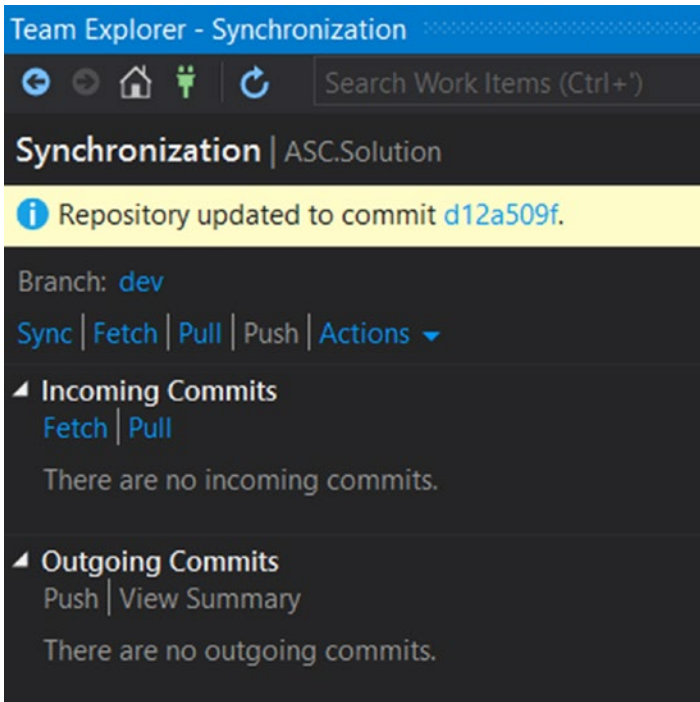 Team Explorer - Synchronization
Search Work Items (Ctrl+')
Synchronization | ASC.Solution
Repository updated to commit d12a509f.
Branch: dev
Sync | Fetch | Pull | Push | Actions
Incoming Commits
Fetch | Pull
There are no incoming commits.
Outgoing Commits
Push | View Summary
There are no outgoing commits.